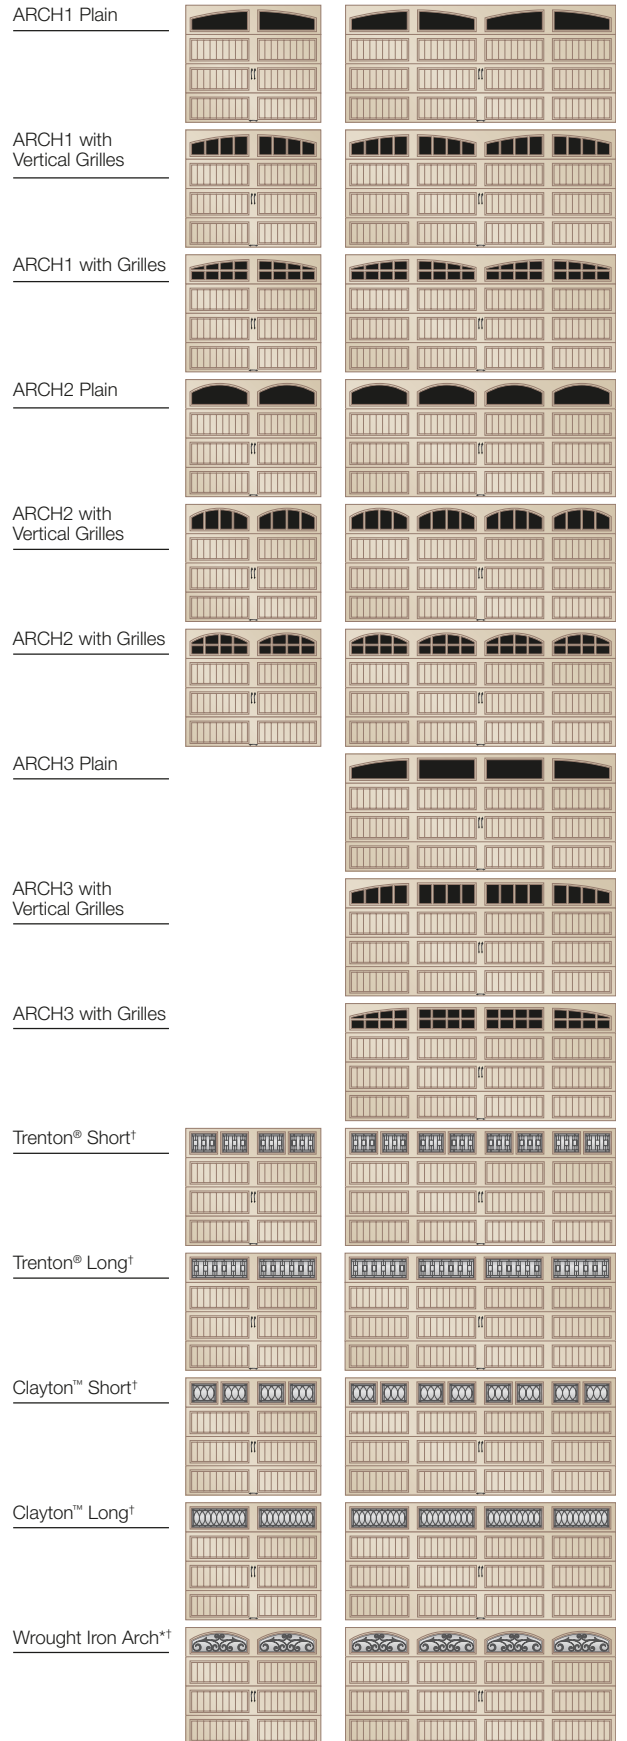 ARCH1 Plain
ARCH1 with
Vertical Grilles
ARCH1 with Grilles
ARCH2 Plain
ARCH2 with
Vertical Grilles
ARCH2 with Grilles
ARCH3 Plain
ARCH3 with
Vertical Grilles
ARCH3 with Grilles
Trenton® Short†
Trenton® Long†
Clayton™ Short†
Clayton™ Long†
Wrought Iron Arch*†